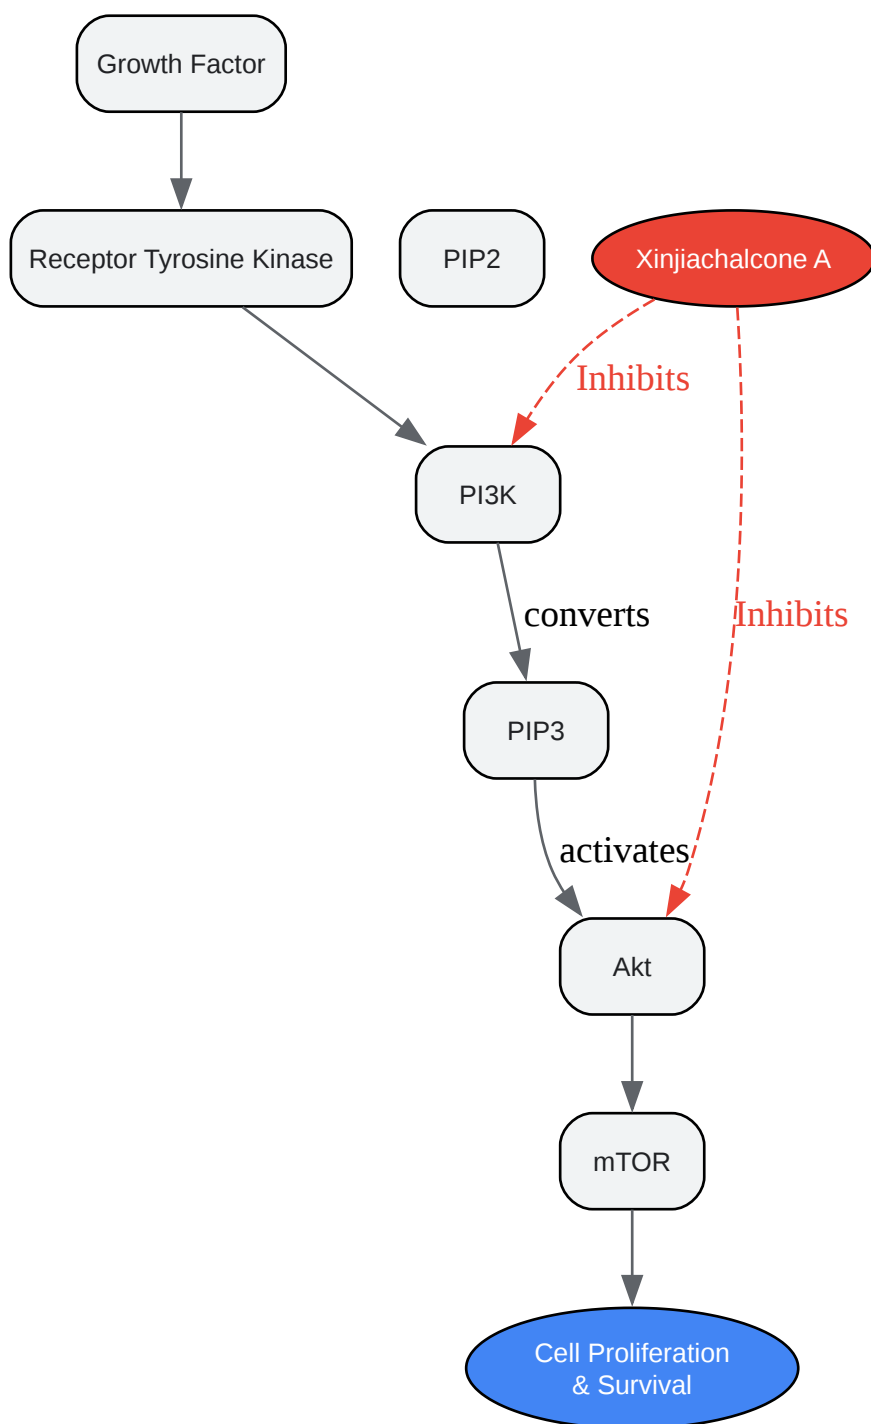 Growth Factor
Receptor Tyrosine Kinase
PIP2
Xinjiachalcone A
Inhibits
PI3K
converts
Inhibits
PIP3
activates
Akt
mTOR
Cell Proliferation
& Survival